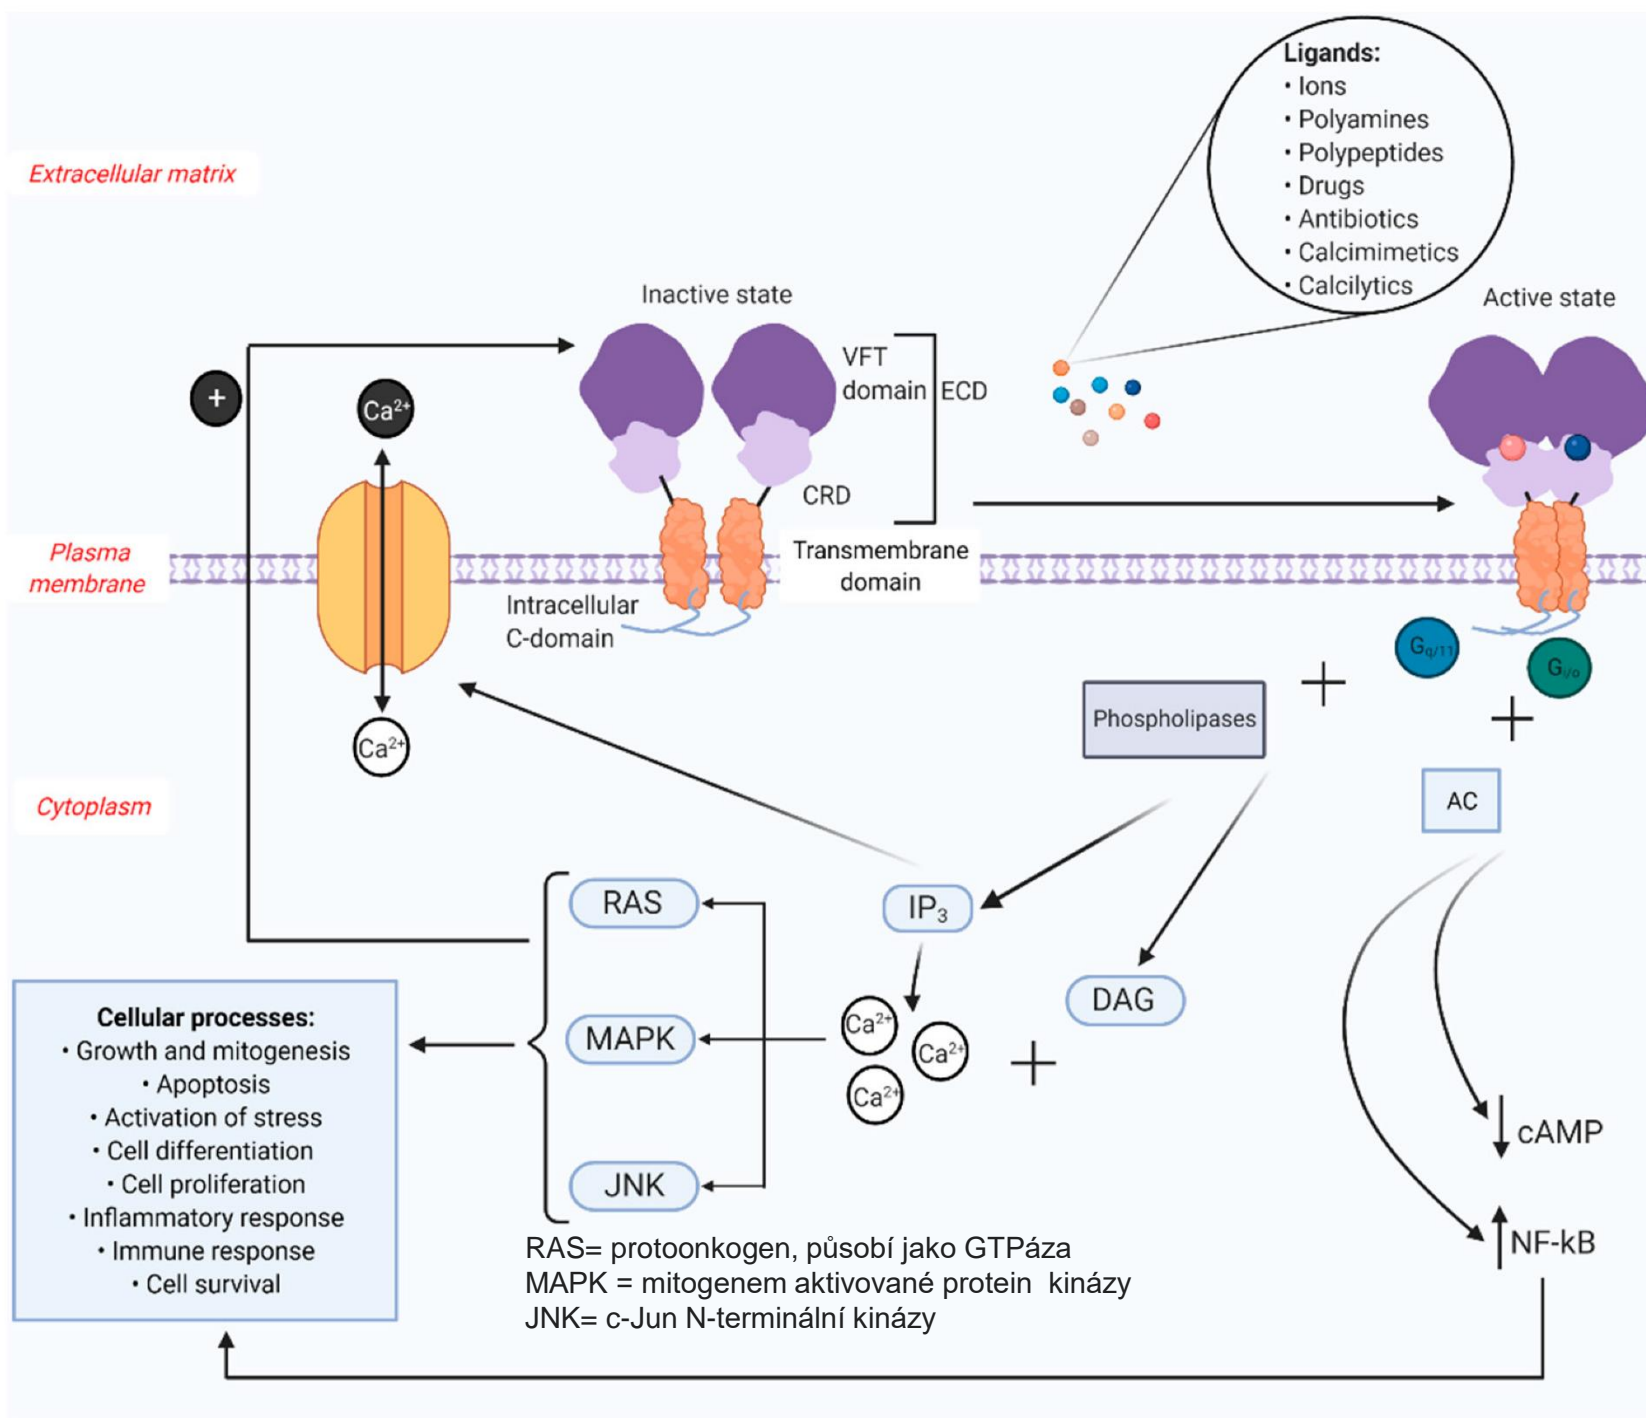 Ligands:
• Ions
• Polyamines
• Polypeptides
• Drugs
• Antibiotics
• Calcimimetics
• Calcilytics
Extracellular matrix
Inactive state
Active state
VFT
domain
ECD
+
Ca²⁺
CRD
Plasma
membrane
Transmembrane
domain
Intracellular
C-domain
Gq/11
Gi/o
+
+
Phospholipases
Ca²⁺
AC
Cytoplasm
RAS
IP₃
DAG
MAPK
Ca²⁺
Ca²⁺
Ca²⁺
+
JNK
cAMP
NF-kB
Cellular processes:
• Growth and mitogenesis
• Apoptosis
• Activation of stress
• Cell differentiation
• Cell proliferation
• Inflammatory response
• Immune response
• Cell survival
RAS= protoonkogen, působí jako GTPáza
MAPK = mitogenem aktivované protein  kinázy
JNK= c-Jun N-terminální kinázy